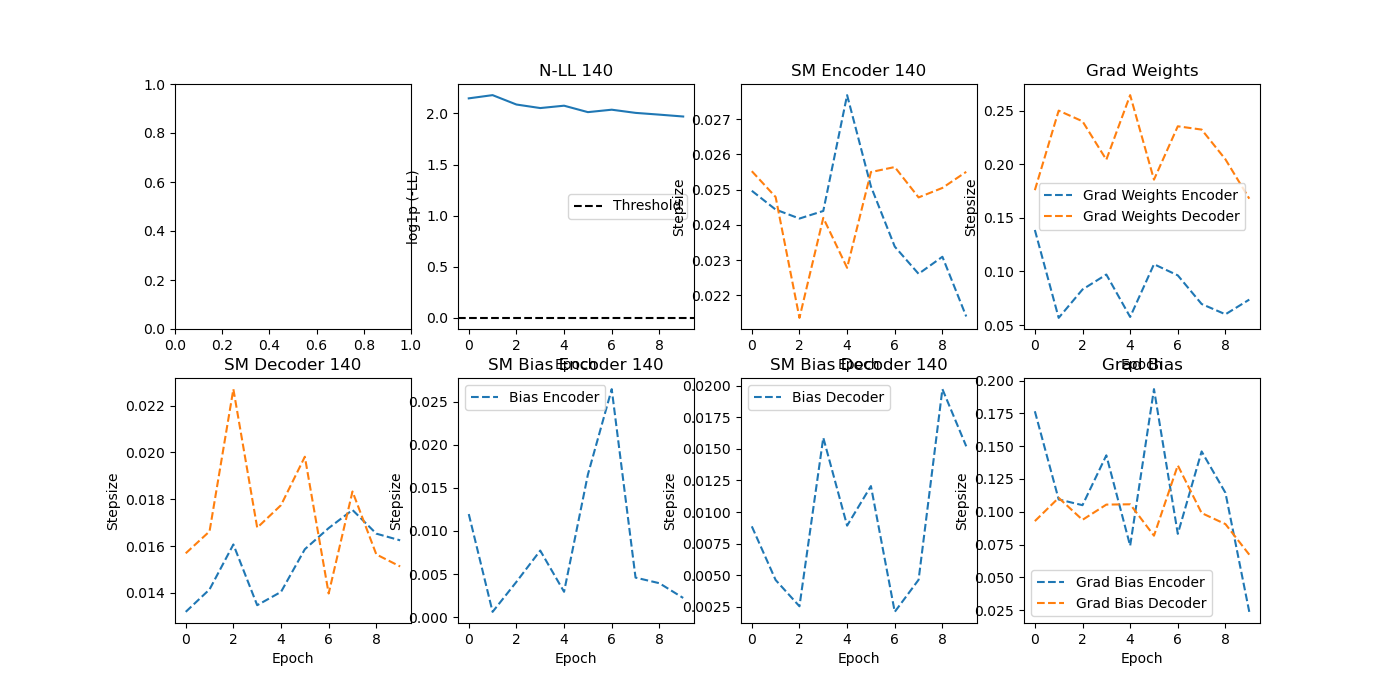 N-LL 140
SM Encoder 140
Grad Weights
1.0
0.8
0.6
0.4
0.2
0.0
0.0 0.2 0.4 0.6 0.8 1.0
log1p (-LL)
2.0
1.5
1.0
0.5
0.0
Threshold
0 2 4 6 8
Epoch
Stepsize
0.027
0.026
0.025
0.024
0.023
0.022
0 2 4 6 8
Epoch
Stepsize
0.25
0.20
0.15
0.10
0.05
Grad Weights Encoder
Grad Weights Decoder
0 2 4 6 8
Epoch
SM Decoder 140
SM Bias Encoder 140
SM Bias Decoder 140
Grad Bias
Stepsize
0.022
0.020
0.018
0.016
0.014
0 2 4 6 8
Epoch
Stepsize
0.025
0.020
0.015
0.010
0.005
0.000
Bias Encoder
0 2 4 6 8
Epoch
Stepsize
0.0200
0.0175
0.0150
0.0125
0.0100
0.0075
0.0050
0.0025
Bias Decoder
0 2 4 6 8
Epoch
Stepsize
0.200
0.175
0.150
0.125
0.100
0.075
0.050
0.025
Grad Bias Encoder
Grad Bias Decoder
0 2 4 6 8
Epoch